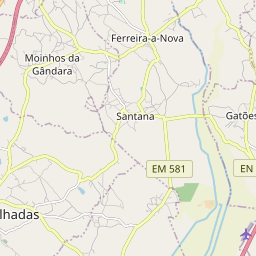 Ferreira-a-Nova
Moinhos da
Gândara
Santana
Gatões
EM 581
EN
lhadas